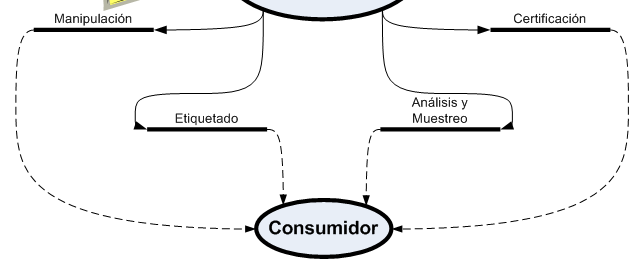 Manipulación
Certificación
Etiquetado
Análisis y
Muestreo
Consumidor